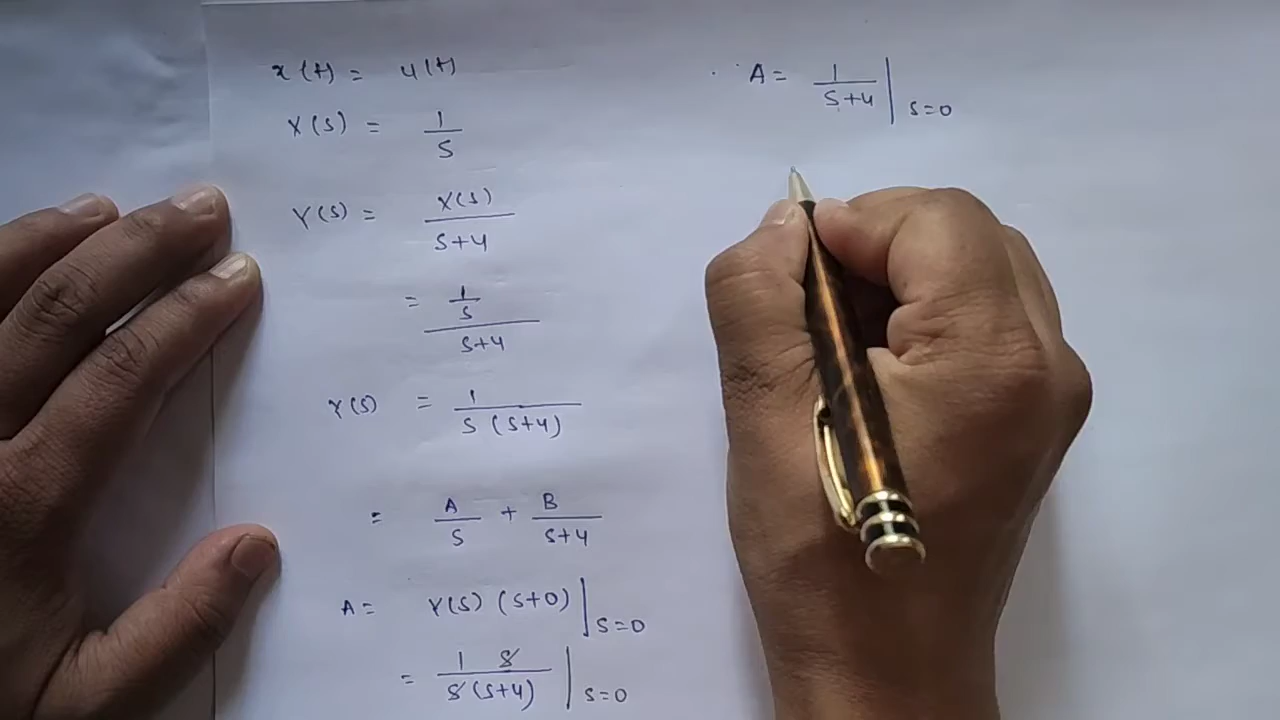 x(t) = u(t)
X(s) = 1/s
Y(s) = X(s)/(s+4)
= (1/s)/(s+4)
Y(s) = 1/(s(s+4))
= A/s + B/(s+4)
A = Y(s)(s+0)|s=0
= 1 s/(s(s+4))|s=0
A = 1/(s+4)|s=0